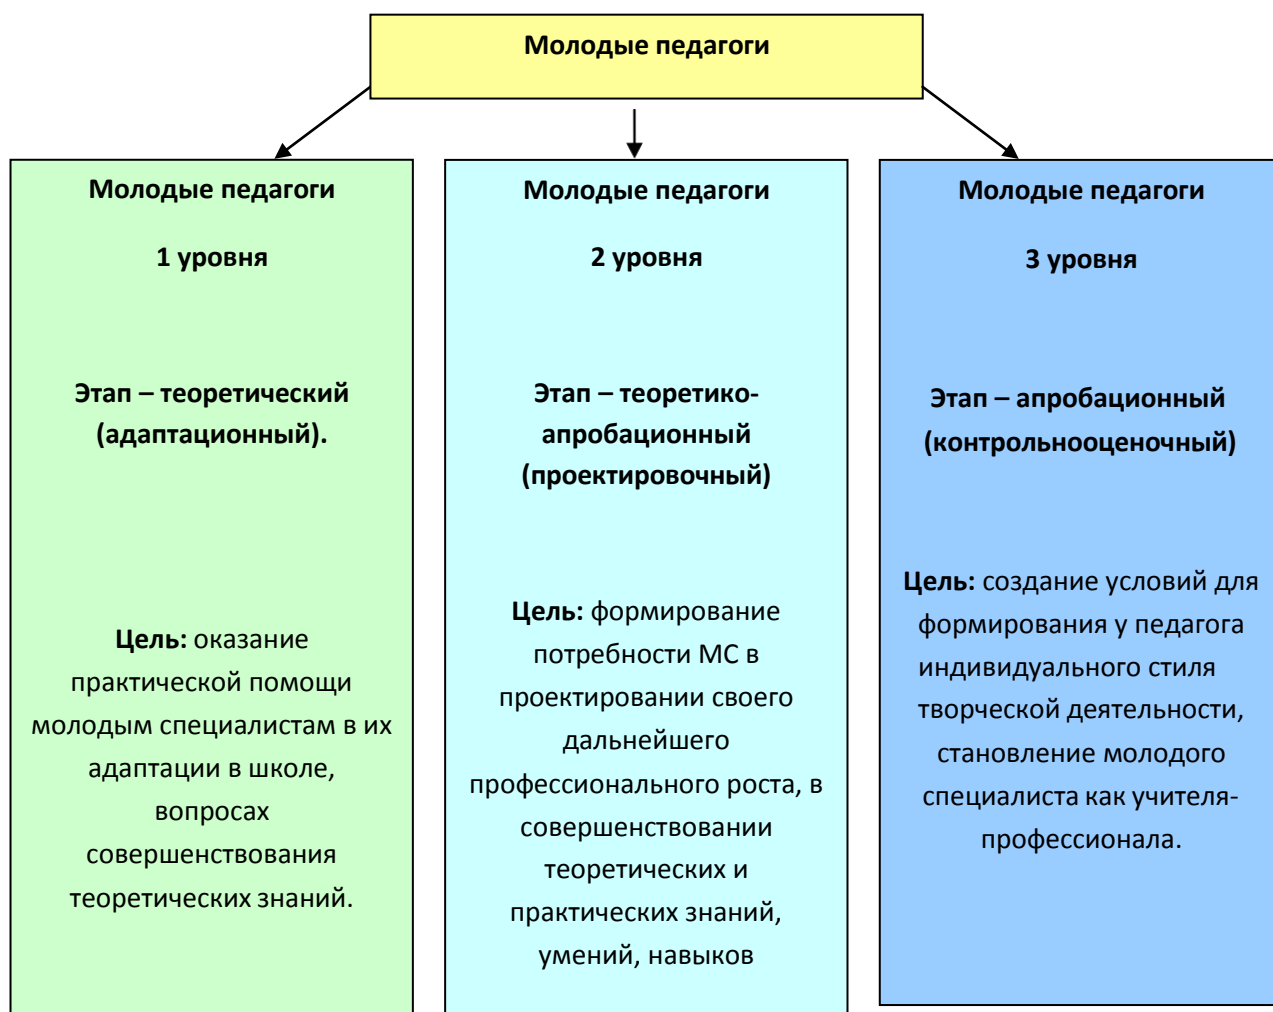 Молодые педагоги
Молодые педагоги
1 уровня
Этап – теоретический
(адаптационный).
Цель: оказание
практической помощи
молодым специалистам в их
адаптации в школе,
вопросах
совершенствования
теоретических знаний.
Молодые педагоги
2 уровня
Этап – теоретико-
апробационный
(проектировочный)
Цель: формирование
потребности МС в
проектировании своего
дальнейшего
профессионального роста, в
совершенствовании
теоретических и
практических знаний,
умений, навыков
Молодые педагоги
3 уровня
Этап – апробационный
(контрольнооценочный)
Цель: создание условий для
формирования у педагога
индивидуального стиля
творческой деятельности,
становление молодого
специалиста как учителя-
профессионала.